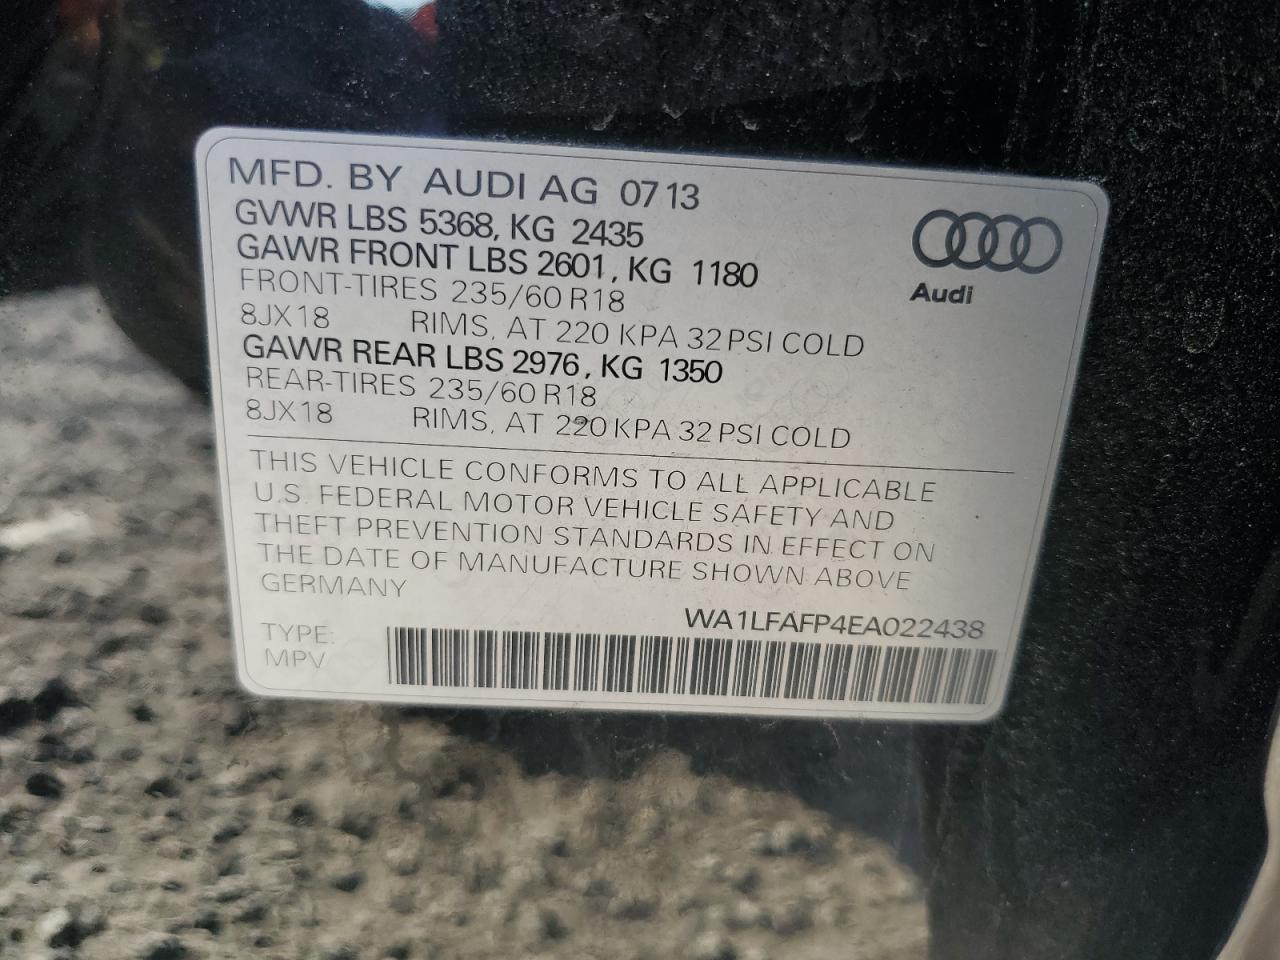 MFD. BY AUDI AG 0713
GVWR LBS 5368, KG 2435
GAWR FRONT LBS 2601, KG 1180
FRONT-TIRES 235/60 R18
8JX18 RIMS, AT 220 KPA 32 PSI COLD
GAWR REAR LBS 2976, KG 1350
REAR-TIRES 235/60 R18
8JX18 RIMS, AT 220 KPA 32 PSI COLD
Audi
THIS VEHICLE CONFORMS TO ALL APPLICABLE
U.S. FEDERAL MOTOR VEHICLE SAFETY AND
THEFT PREVENTION STANDARDS IN EFFECT ON
THE DATE OF MANUFACTURE SHOWN ABOVE
GERMANY
WA1LFAFP4EA022438
TYPE:
MPV